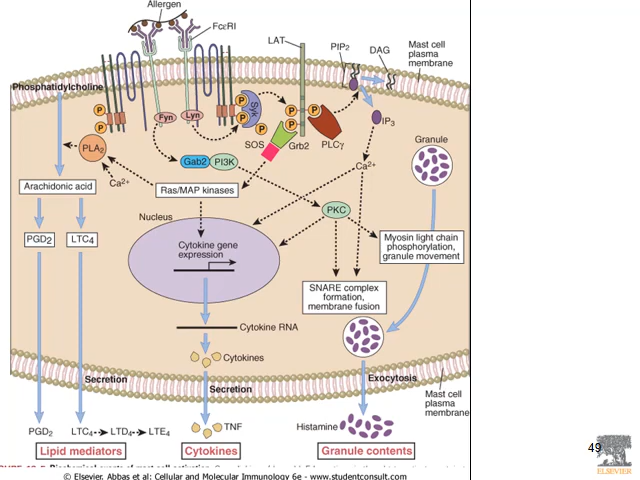 Allergen
FcεRI
LAT
PIP2
DAG
Mast cell
plasma
membrane
Phosphatidylcholine
P
P
P
P
Syk
P
P
P
P
Fyn
Lyn
IP3
SOS
Grb2
PLCγ
Granule
PLA2
Gab2
PI3K
Ca2+
Ca2+
Arachidonic acid
Ras/MAP kinases
PKC
Nucleus
PGD2
LTC4
Cytokine gene
expression
Myosin light chain
phosphorylation,
granule movement
SNARE complex
formation,
membrane fusion
Cytokine RNA
Cytokines
Secretion
Secretion
Exocytosis
Mast cell
plasma
membrane
PGD2
LTC4
LTD4
LTE4
TNF
Histamine
Lipid mediators
Cytokines
Granule contents
49
ELSEVIER
© Elsevier. Abbas et al: Cellular and Molecular Immunology 6e - www.studentconsult.com